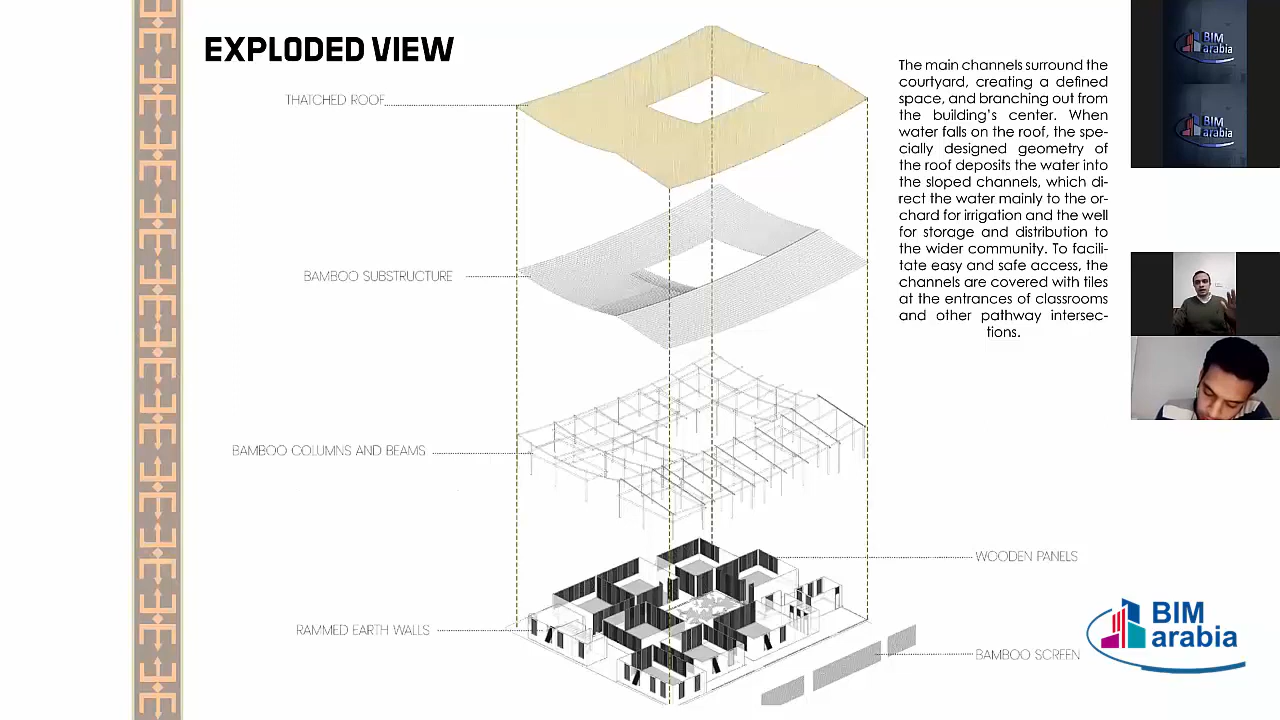 EXPLODED VIEW
THATCHED ROOF
BAMBOO SUBSTRUCTURE
BAMBOO COLUMNS AND BEAMS
RAMMED EARTH WALLS
WOODEN PANELS
BAMBOO SCREEN
The main channels surround the
courtyard, creating a defined
space, and branching out from
the building's center. When
water falls on the roof, the spe-
cially designed geometry of
the roof deposits the water into
the sloped channels, which di-
rect the water mainly to the or-
chard for irrigation and the well
for storage and distribution to
the wider community. To facili-
tate easy and safe access, the
channels are covered with tiles
at the entrances of classrooms
and other pathway intersec-
tions.
BIM
arabia
BIM
arabia
BIM
arabia